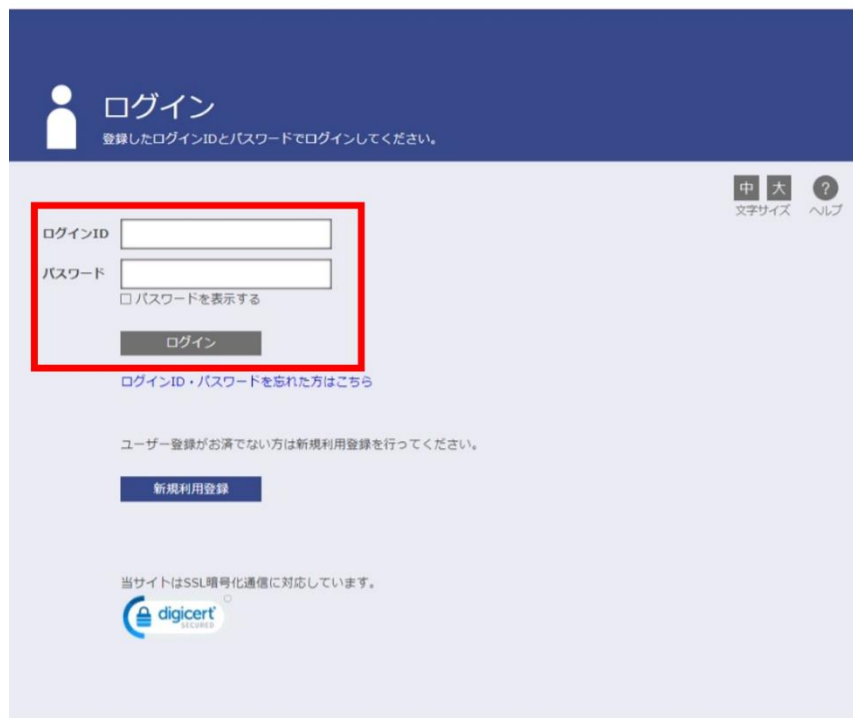 ログイン
登録したログインIDとパスワードでログインしてください。
中 大 ?
文字サイズ ヘルプ
ログインID
パスワード
パスワードを表示する
ログイン
ログインID・パスワードを忘れた方はこちら
ユーザー登録がお済でない方は新規利用登録を行ってください。
新規利用登録
当サイトはSSL暗号化通信に対応しています。
digicert
SECURED